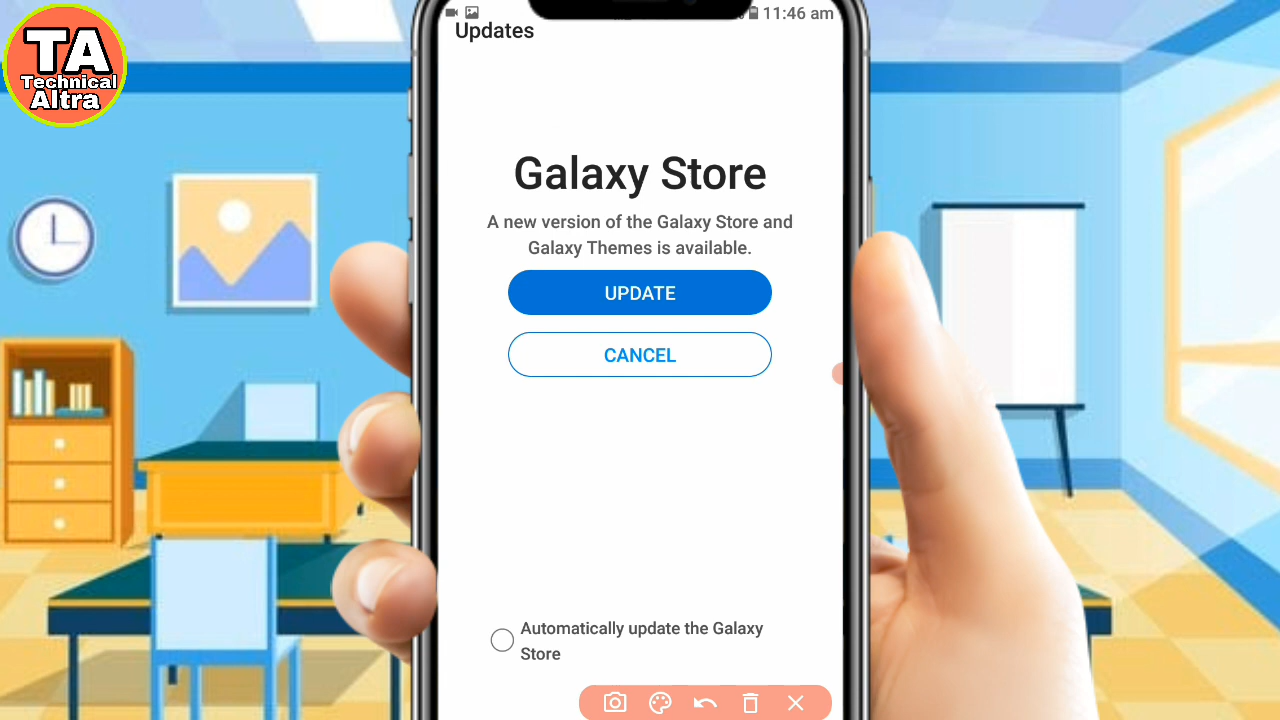 TA
Technical
Altra
11:46 am
Updates
Galaxy Store
A new version of the Galaxy Store and
Galaxy Themes is available.
UPDATE
CANCEL
Automatically update the Galaxy
Store